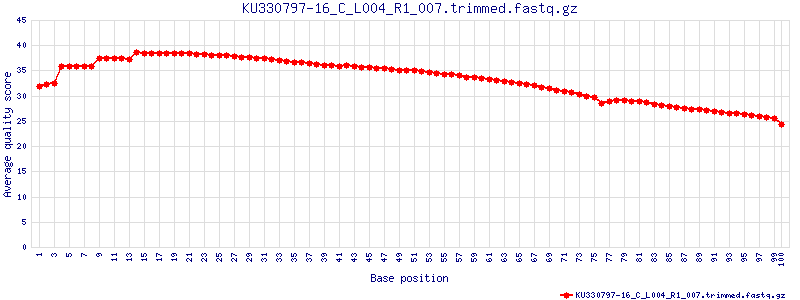 KU330797-16_C_L004_R1_007.trimmed.fastq.gz
45
40
35
30
25
20
15
10
5
0
Average quality score
1 3 5 7 9 11 13 15 17 19 21 23 25 27 29 31 33 35 37 39 41 43 45 47 49 51 53 55 57 59 61 63 65 67 69 71 73 75 77 79 81 83 85 87 89 91 93 95 97 99 100
Base position
KU330797-16_C_L004_R1_007.trimmed.fastq.gz